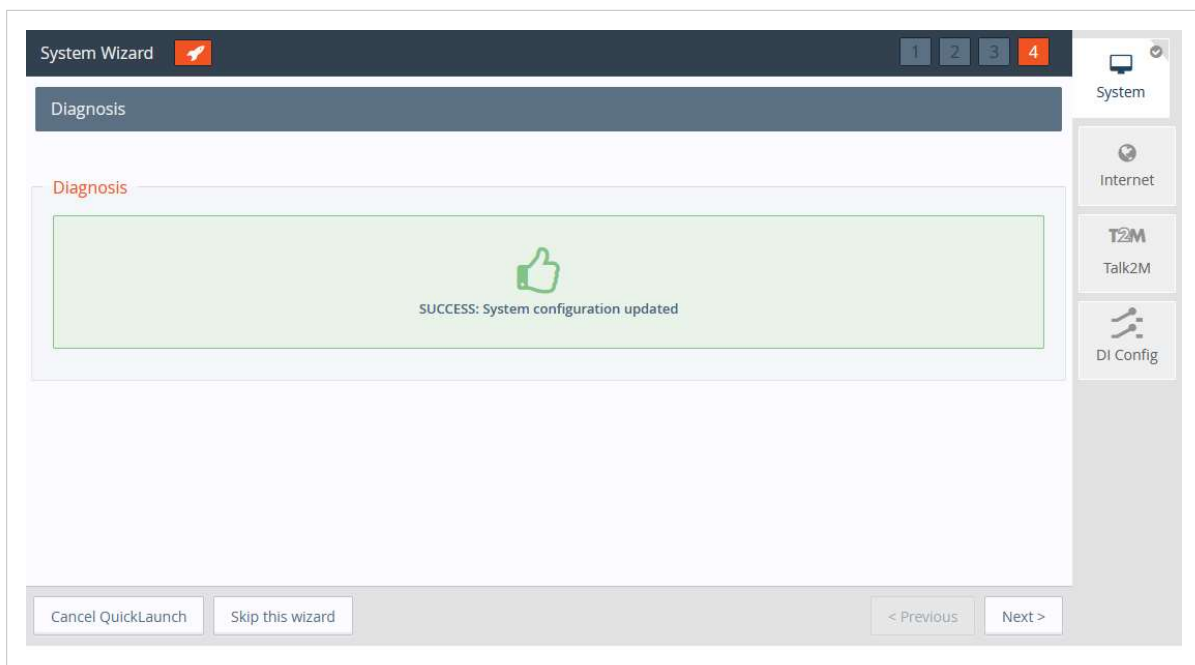 System Wizard
1 2 3 4
Diagnosis
Diagnosis
SUCCESS: System configuration updated
Cancel QuickLaunch
Skip this wizard
< Previous
Next >
System
Internet
T2M
Talk2M
DI Config